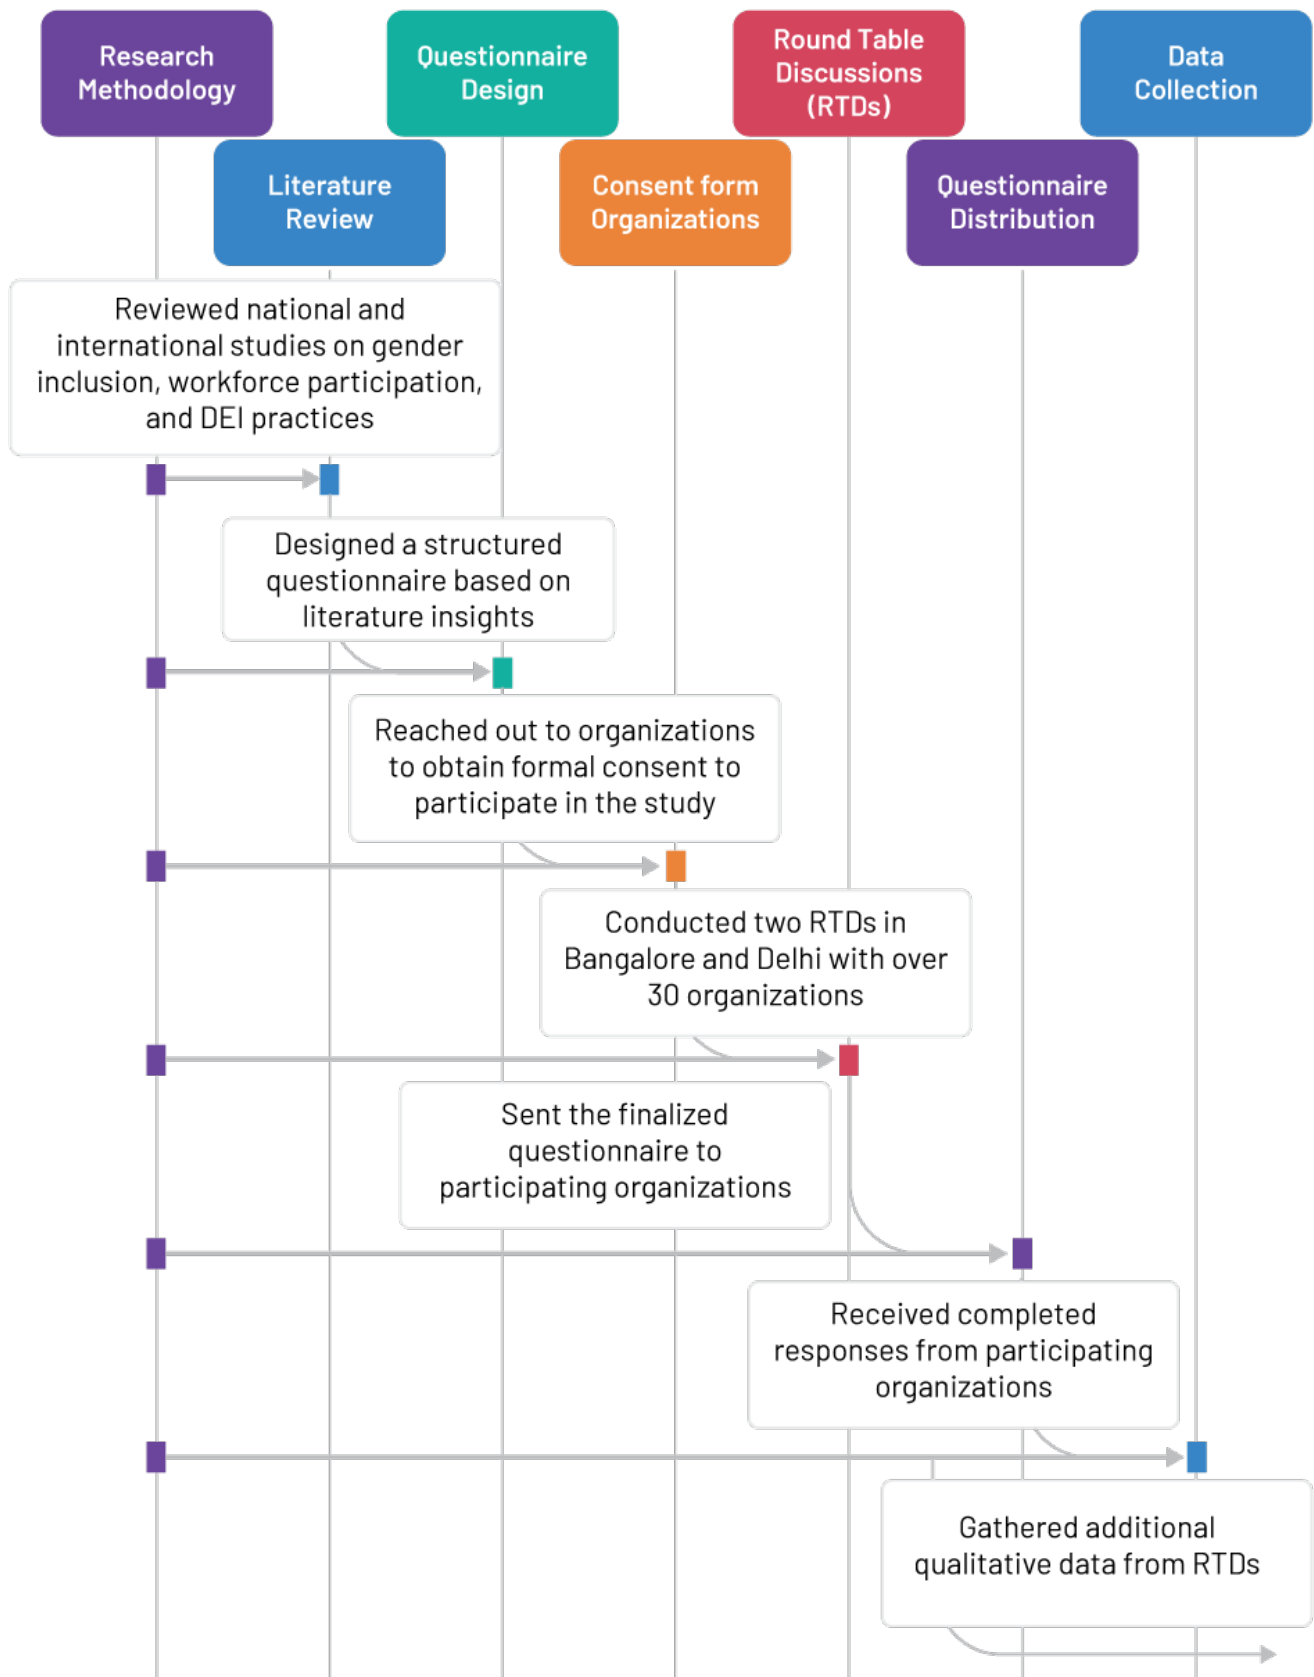 Research
Methodology
Questionnaire
Design
Round Table
Discussions
(RTDs)
Data
Collection
Literature
Review
Consent form
Organizations
Questionnaire
Distribution
Reviewed national and
international studies on gender
inclusion, workforce participation,
and DEI practices
Designed a structured
questionnaire based on
literature insights
Reached out to organizations
to obtain formal consent to
participate in the study
Conducted two RTDs in
Bangalore and Delhi with over
30 organizations
Sent the finalized
questionnaire to
participating organizations
Received completed
responses from participating
organizations
Gathered additional
qualitative data from RTDs